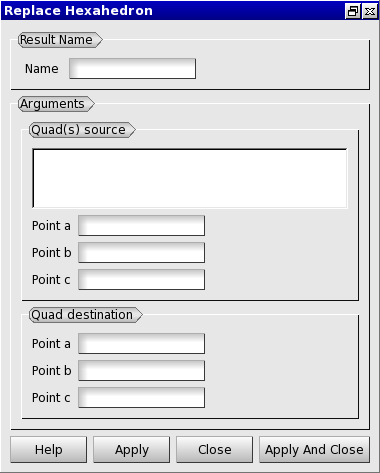 Replace Hexahedron
Result Name
Name
Arguments
Quad(s) source
Point a
Point b
Point c
Quad destination
Point a
Point b
Point c
Help Apply Close Apply And Close